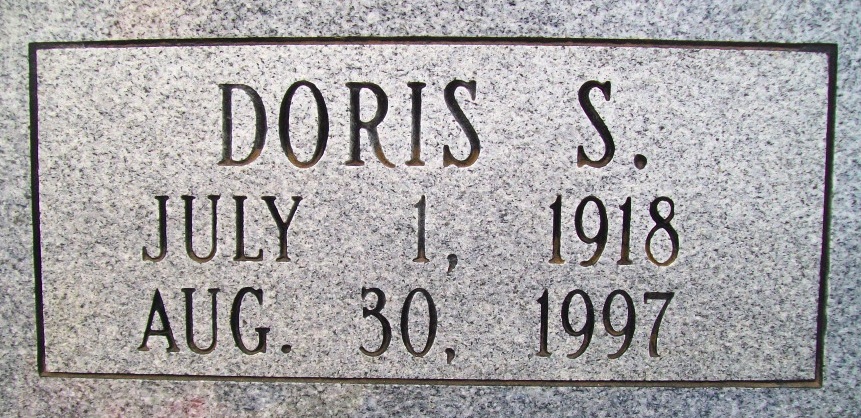 DORIS S.
JULY 1, 1918
AUG. 30, 1997